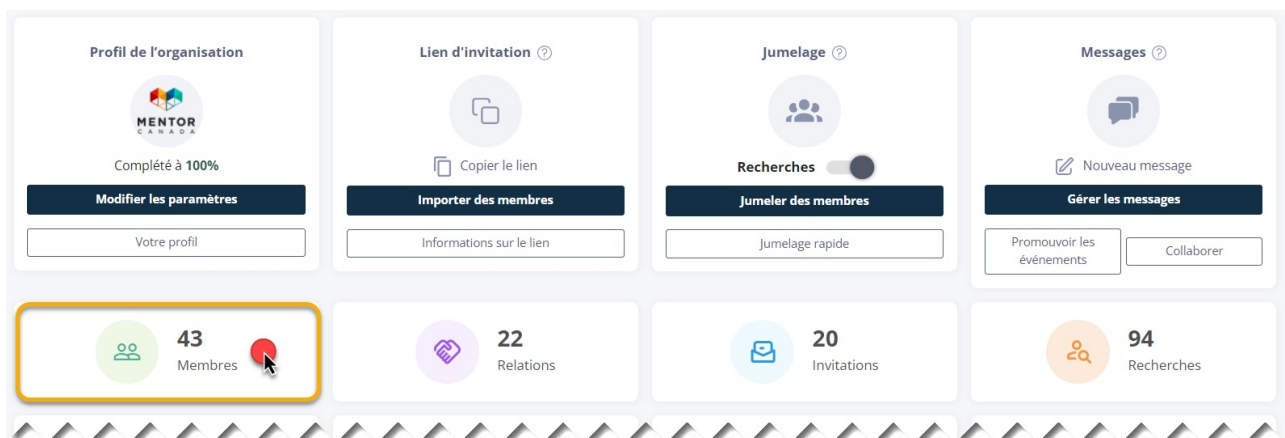 Profil de l’organisation
MENTOR
CANADA
Complété à 100%
Modifier les paramètres
Votre profil
Lien d'invitation
Copier le lien
Importer des membres
Informations sur le lien
Jumelage
Recherches
Jumeler des membres
Jumelage rapide
Messages
Nouveau message
Gérer les messages
Promouvoir les
événements
Collaborer
43
Membres
22
Relations
20
Invitations
94
Recherches